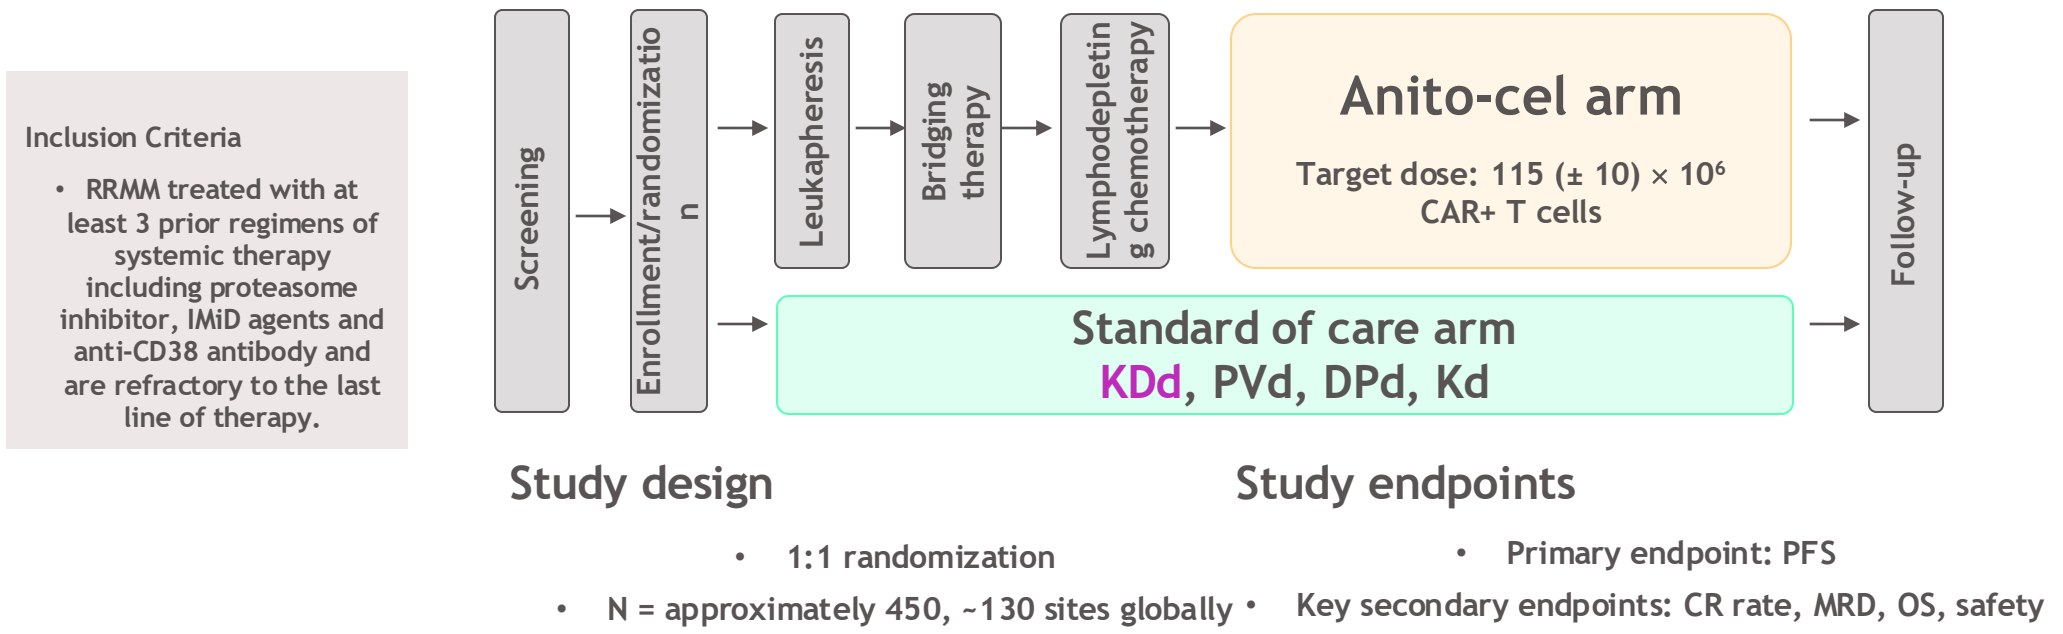 Inclusion Criteria
• RRMM treated with at
least 3 prior regimens of
systemic therapy
including proteasome
inhibitor, IMiD agents and
anti-CD38 antibody and
are refractory to the last
line of therapy.
Screening
Enrollment/randomizatio
n
Leukapheresis
Bridging
therapy
Lymphodepletin
g chemotherapy
Anito-cel arm
Target dose: 115 (± 10) × 10⁶
CAR+ T cells
Standard of care arm
KDd, PVd, DPd, Kd
Follow-up
Study design
• 1:1 randomization
• N = approximately 450, ~130 sites globally
Study endpoints
• Primary endpoint: PFS
• Key secondary endpoints: CR rate, MRD, OS, safety